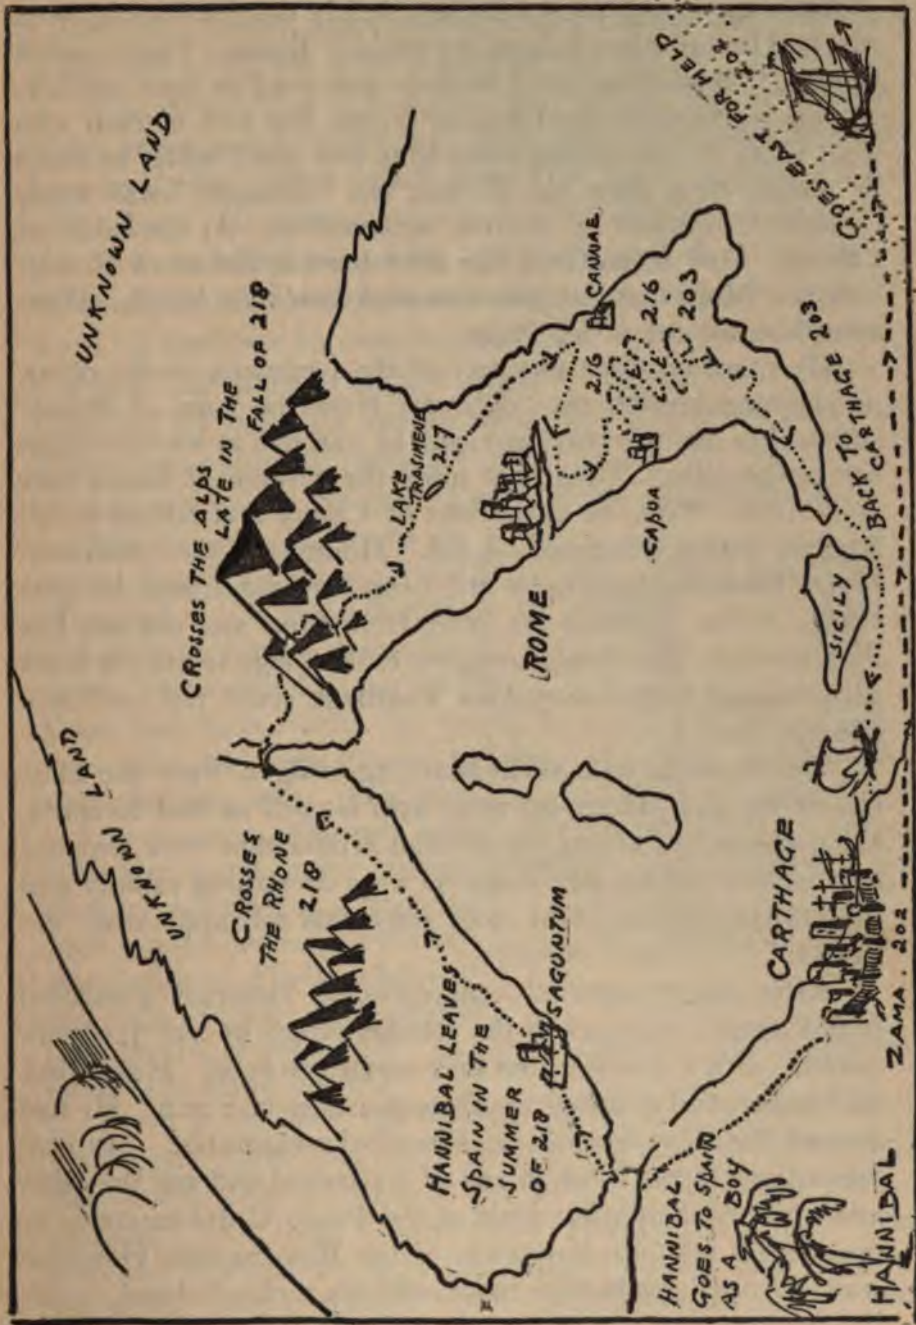 UNKNOWN LAND
CROSSES THE ALPS
LATE IN THE
FALL OF 218
UNKNOWN LAND
CROSSES
THE RHONE
218
HANNIBAL LEAVES
SPAIN IN THE
SUMMER
OF 218
SAGUNTUM
LAKE
TRASIMENE
217
ROME
CANNAE
216
216
203
CAPUA
GOES EAST FOR HELP
202
BACK TO
CARTHAGE 203
SICILY
CARTHAGE
HANNIBAL
GOES TO SPAIN
AS A BOY
HANNIBAL
ZAMA. 202